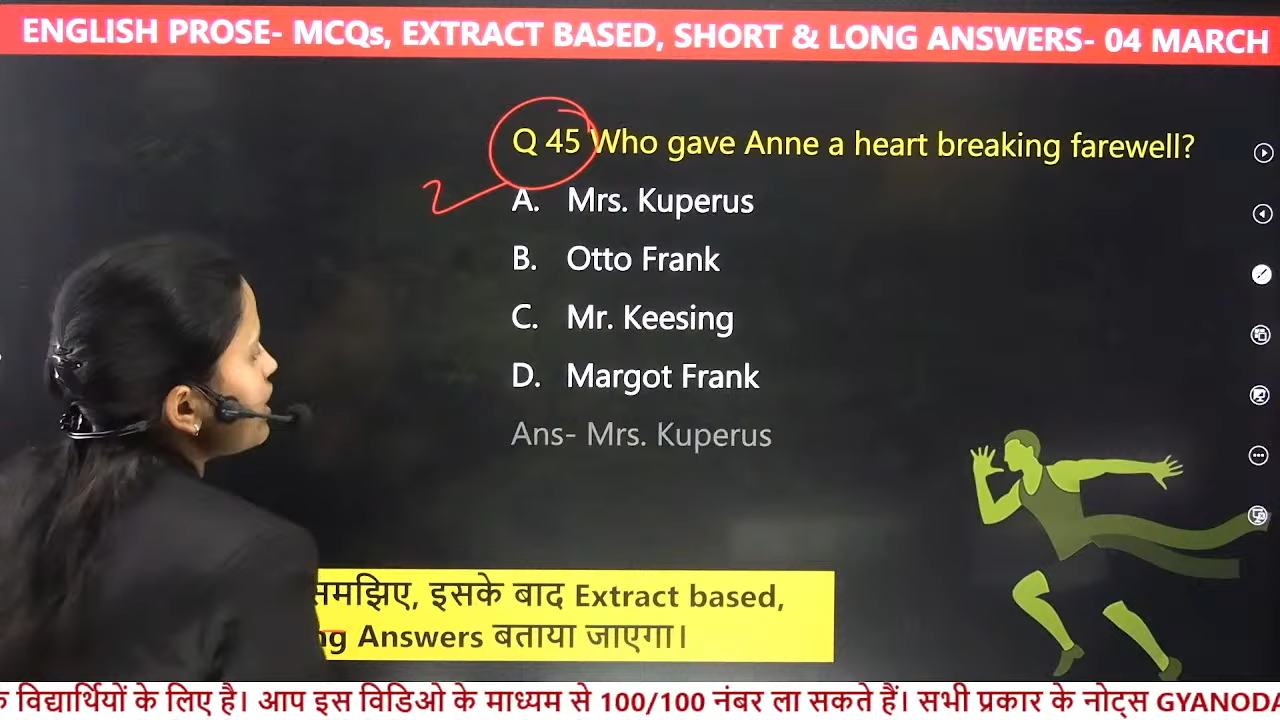 ENGLISH PROSE- MCQs, EXTRACT BASED, SHORT & LONG ANSWERS- 04 MARCH
Q 45 Who gave Anne a heart breaking farewell?
A. Mrs. Kuperus
B. Otto Frank
C. Mr. Keesing
D. Margot Frank
Ans- Mrs. Kuperus
समझिए, इसके बाद Extract based,
Answers बताया जाएगा।
विद्यार्थियों के लिए है। आप इस विडिओ के माध्यम से 100/100 नंबर ला सकते हैं। सभी प्रकार के नोट्स GYANODA